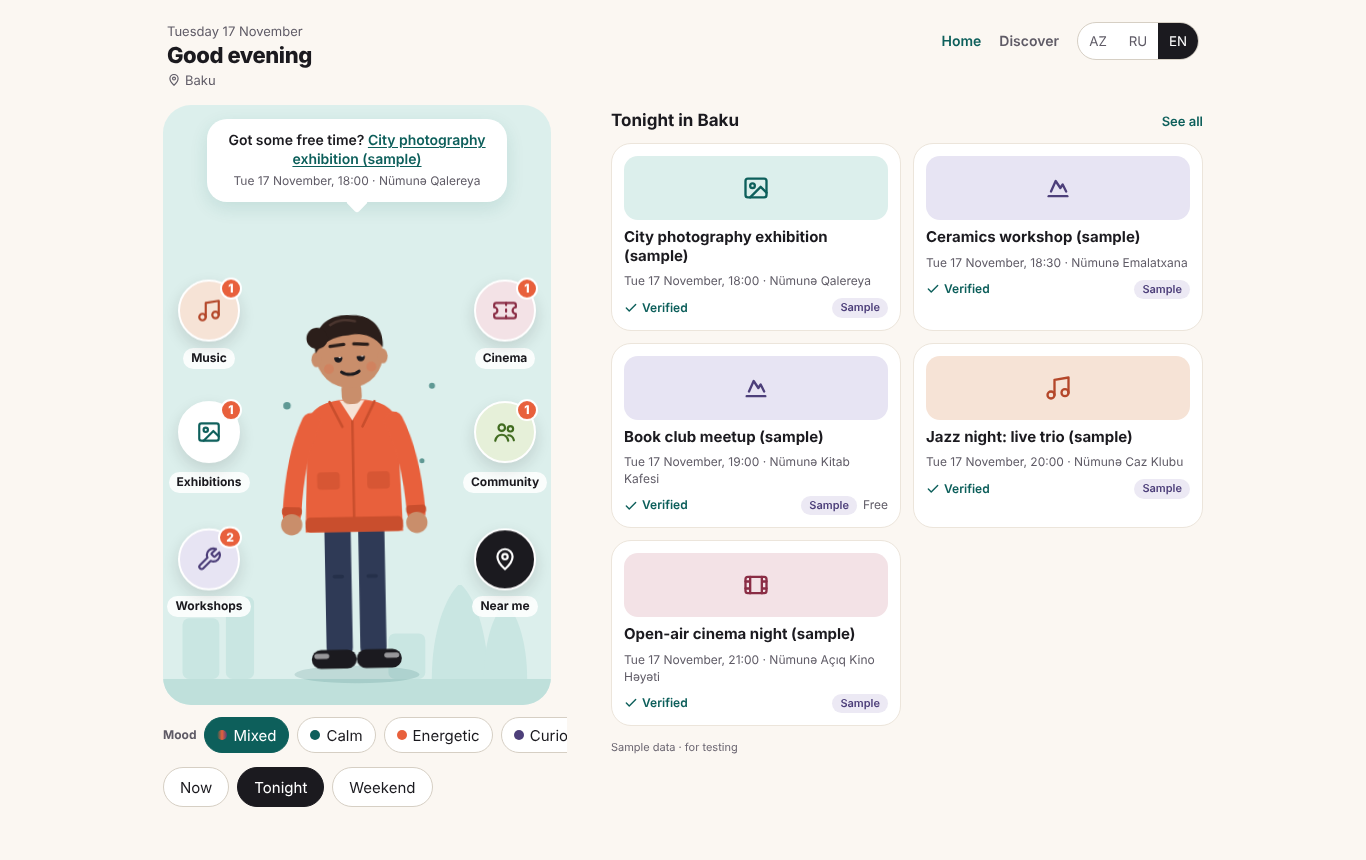 Tuesday 17 November
Good evening
Baku
Home
Discover
AZ
RU
EN
Got some free time? City photography
exhibition (sample)
Tue 17 November, 18:00 · Nümunə Qalereya
1
Music
1
Cinema
1
Exhibitions
1
Community
2
Workshops
Near me
Mood
Mixed
Calm
Energetic
Curio
Now
Tonight
Weekend
Tonight in Baku
See all
City photography exhibition
(sample)
Tue 17 November, 18:00 · Nümunə Qalereya
Verified
Sample
Ceramics workshop (sample)
Tue 17 November, 18:30 · Nümunə Emalatxana
Verified
Sample
Book club meetup (sample)
Tue 17 November, 19:00 · Nümunə Kitab
Kafesi
Verified
Sample
Free
Jazz night: live trio (sample)
Tue 17 November, 20:00 · Nümunə Caz Klubu
Verified
Sample
Open-air cinema night (sample)
Tue 17 November, 21:00 · Nümunə Açıq Kino
Həyəti
Verified
Sample
Sample data · for testing